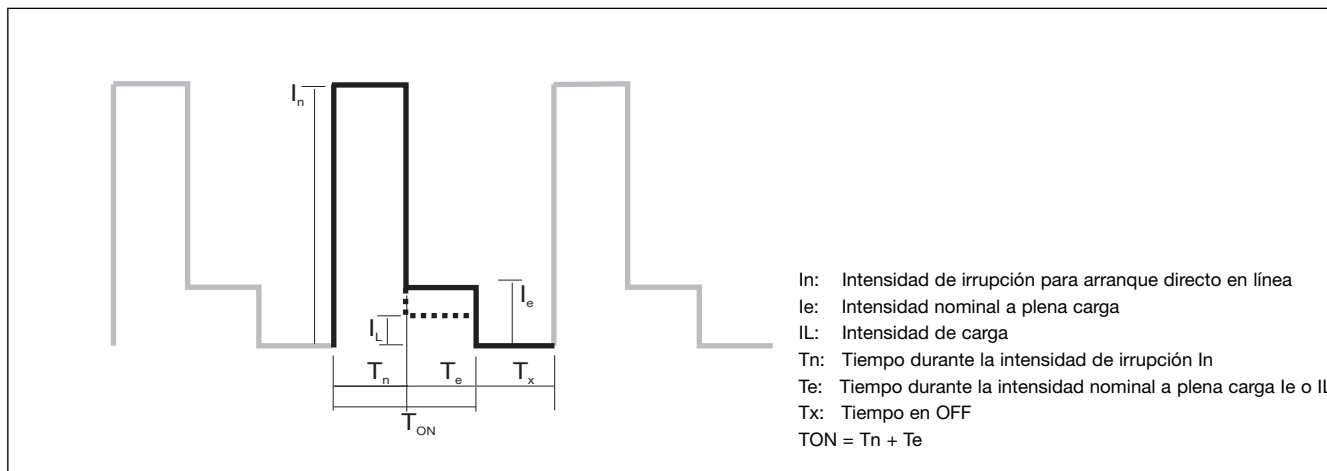 In
Ie
IL
Tn Te Tx
TON
In: Intensidad de irrupción para arranque directo en línea
Ie: Intensidad nominal a plena carga
IL: Intensidad de carga
Tn: Tiempo durante la intensidad de irrupción In
Te: Tiempo durante la intensidad nominal a plena carga Ie o IL
Tx: Tiempo en OFF
TON = Tn + Te